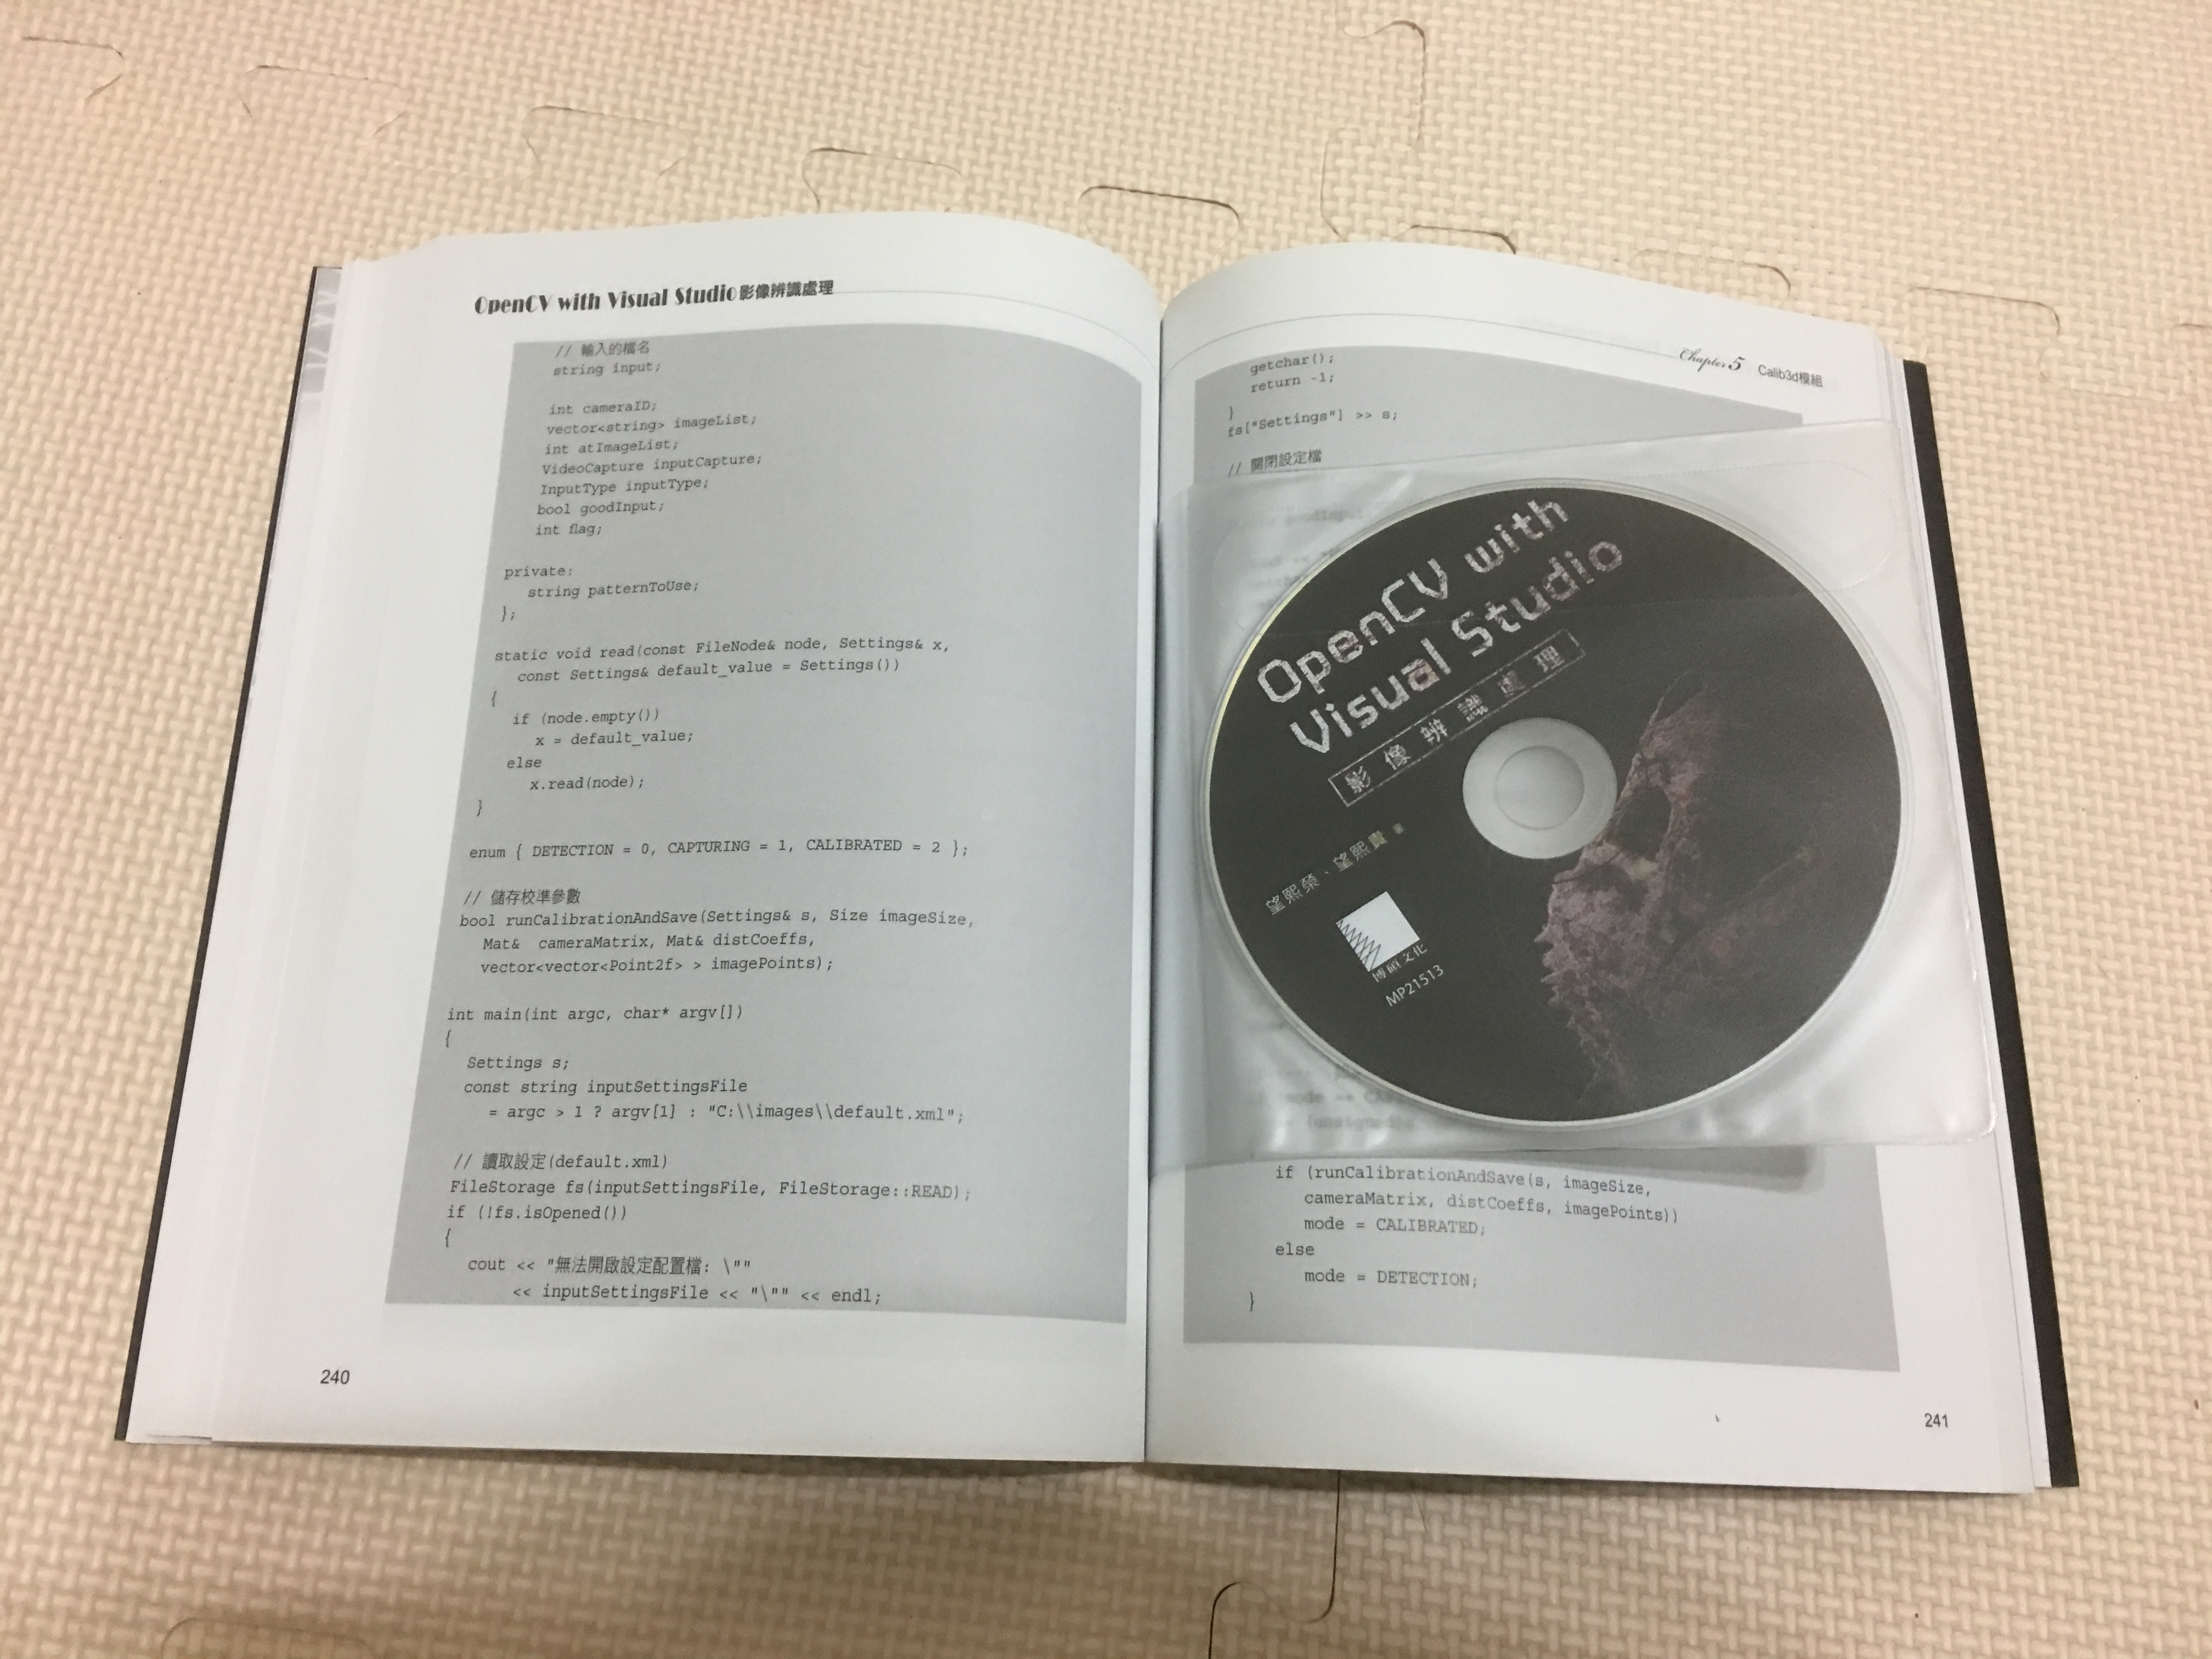 OpenCV with Visual Studio影像辨識處理
// 輸入的檔名
string input;
int cameraID;
vector<string> imageList;
int atImageList;
VideoCapture inputCapture;
InputType inputType;
bool goodInput;
int flag;
private:
string patternToUse;
};
static void read(const FileNode& node, Settings& x,
const Settings& default_value = Settings())
{
if (node.empty())
x = default_value;
else
x.read(node);
}
enum { DETECTION = 0, CAPTURING = 1, CALIBRATED = 2 };
// 儲存校準參數
bool runCalibrationAndSave(Settings& s, Size imageSize,
Mat&  cameraMatrix, Mat& distCoeffs,
vector<vector<Point2f> > imagePoints);
int main(int argc, char* argv[])
{
Settings s;
const string inputSettingsFile
= argc > 1 ? argv[1] : "C:\\images\\default.xml";
// 讀取設定(default.xml)
FileStorage fs(inputSettingsFile, FileStorage::READ);
if (!fs.isOpened())
{
cout << "無法開啟設定配置檔: \""
<< inputSettingsFile << "\"" << endl;
240
Chapter 5 Calib3d模組
getchar();
return -1;
}
fs["Settings"] >> s;
// 關閉設定檔
OpenCV with
Visual Studio
影像辨識處理
望熙榮、望熙貴 著
博碩文化
MP21513
if (runCalibrationAndSave(s, imageSize,
cameraMatrix, distCoeffs, imagePoints))
mode = CALIBRATED;
else
mode = DETECTION;
}
241